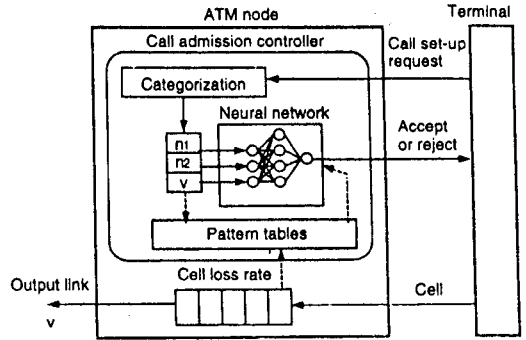 ATM node
Terminal
Call admission controller
Call set-up
request
Categorization
Neural network
n1
n2
v
Accept
or reject
Pattern tables
Cell loss rate
Output link
v
Cell